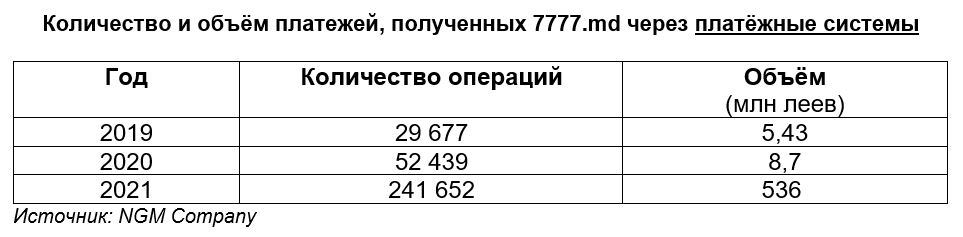 Количество и объём платежей, полученных 7777.md через платёжные системы
Год Количество операций Объём
(млн леев)
2019 29 677 5,43
2020 52 439 8,7
2021 241 652 536
Источник: NGM Company